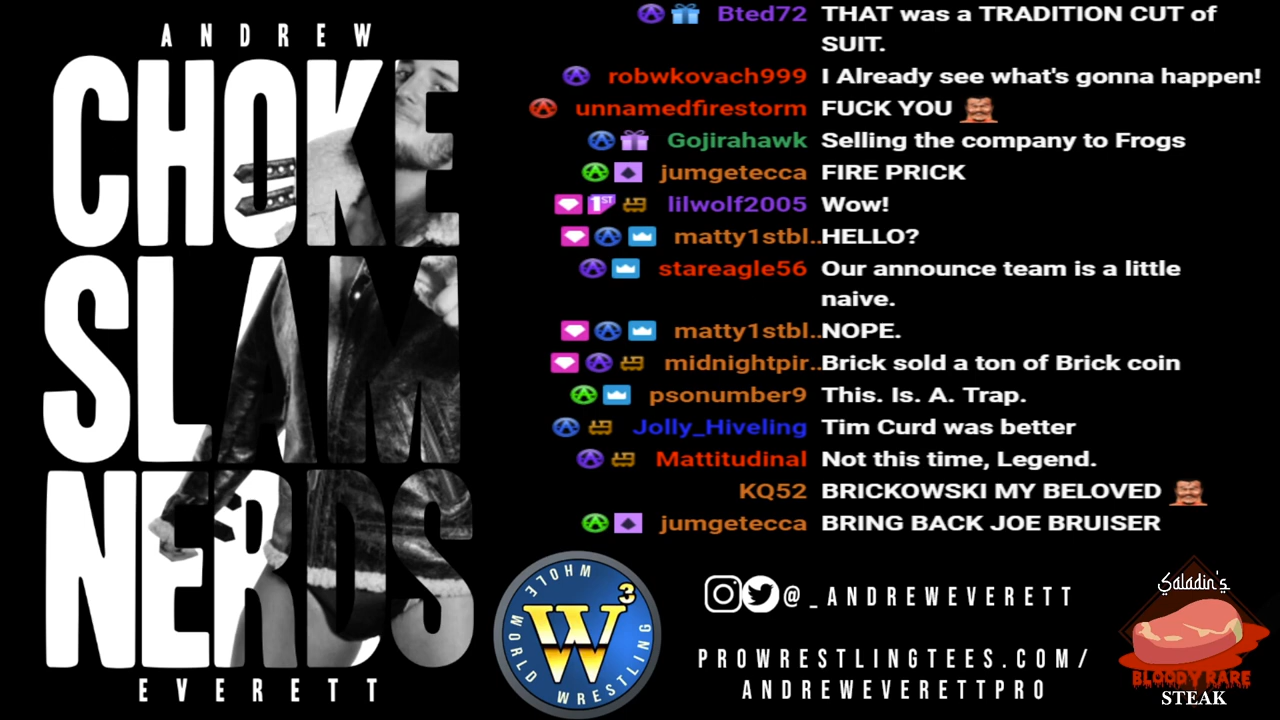 ANDREW
CHOKE
SLAM
NERDS
EVERETT
Bted72 THAT was a TRADITION CUT of
SUIT.
robwkovach999 I Already see what's gonna happen!
unnamedfirestorm FUCK YOU
Gojirahawk Selling the company to Frogs
jumgetecca FIRE PRICK
1ST lilwolf2005 Wow!
matty1stbl.. HELLO?
stareagle56 Our announce team is a little
naive.
matty1stbl.. NOPE.
midnightpir.. Brick sold a ton of Brick coin
psonumber9 This. Is. A. Trap.
Jolly_Hiveling Tim Curd was better
Mattitudinal Not this time, Legend.
KQ52 BRICKOWSKI MY BELOVED
jumgetecca BRING BACK JOE BRUISER
WHOLE WORLD WRESTLING
W3
@_ANDREWEVERETT
PROWRESTLINGTEES.COM/
ANDREWEVERETTPRO
Saladin's
BLOODY RARE
STEAK